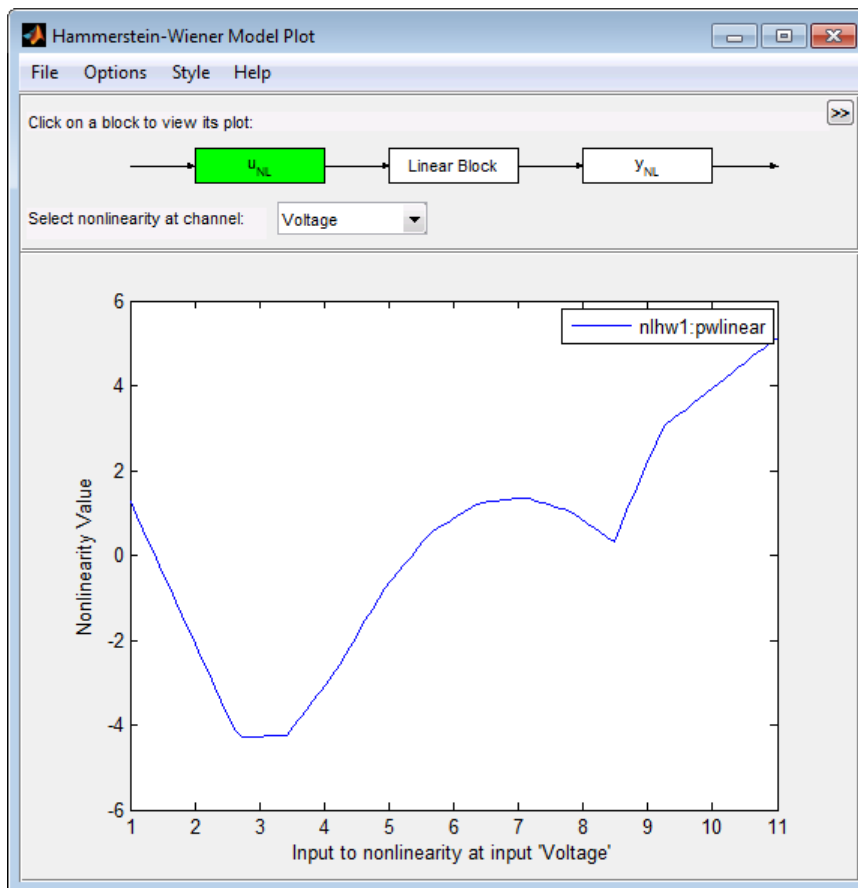 Hammerstein-Wiener Model Plot
File Options Style Help
Click on a block to view its plot:
>>
uNL Linear Block yNL
Select nonlinearity at channel: Voltage
nlhw1:pwlinear
6
4
2
0
-2
-4
-6
Nonlinearity Value
1 2 3 4 5 6 7 8 9 10 11
Input to nonlinearity at input 'Voltage'